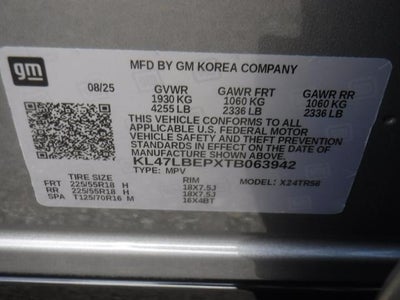 gm
MFD BY GM KOREA COMPANY
08/25 GVWR GAWR FRT GAWR RR
1930 KG 1060 KG 1060 KG
4255 LB 2336 LB 2336 LB
THIS VEHICLE CONFORMS TO ALL
APPLICABLE U.S. FEDERAL MOTOR
VEHICLE SAFETY AND THEFT PREVENTION
STANDARDS IN EFFECT ON THE DATE OF
MANUFACTURE SHOWN ABOVE.
KL47LBEPXTB063942
TYPE: MPV MODEL: X24TR58
TIRE SIZE RIM
FRT 225/55R18 H 18X7.5J
RR 225/55R18 H 18X7.5J
SPA T125/70R16 M 16X4BT